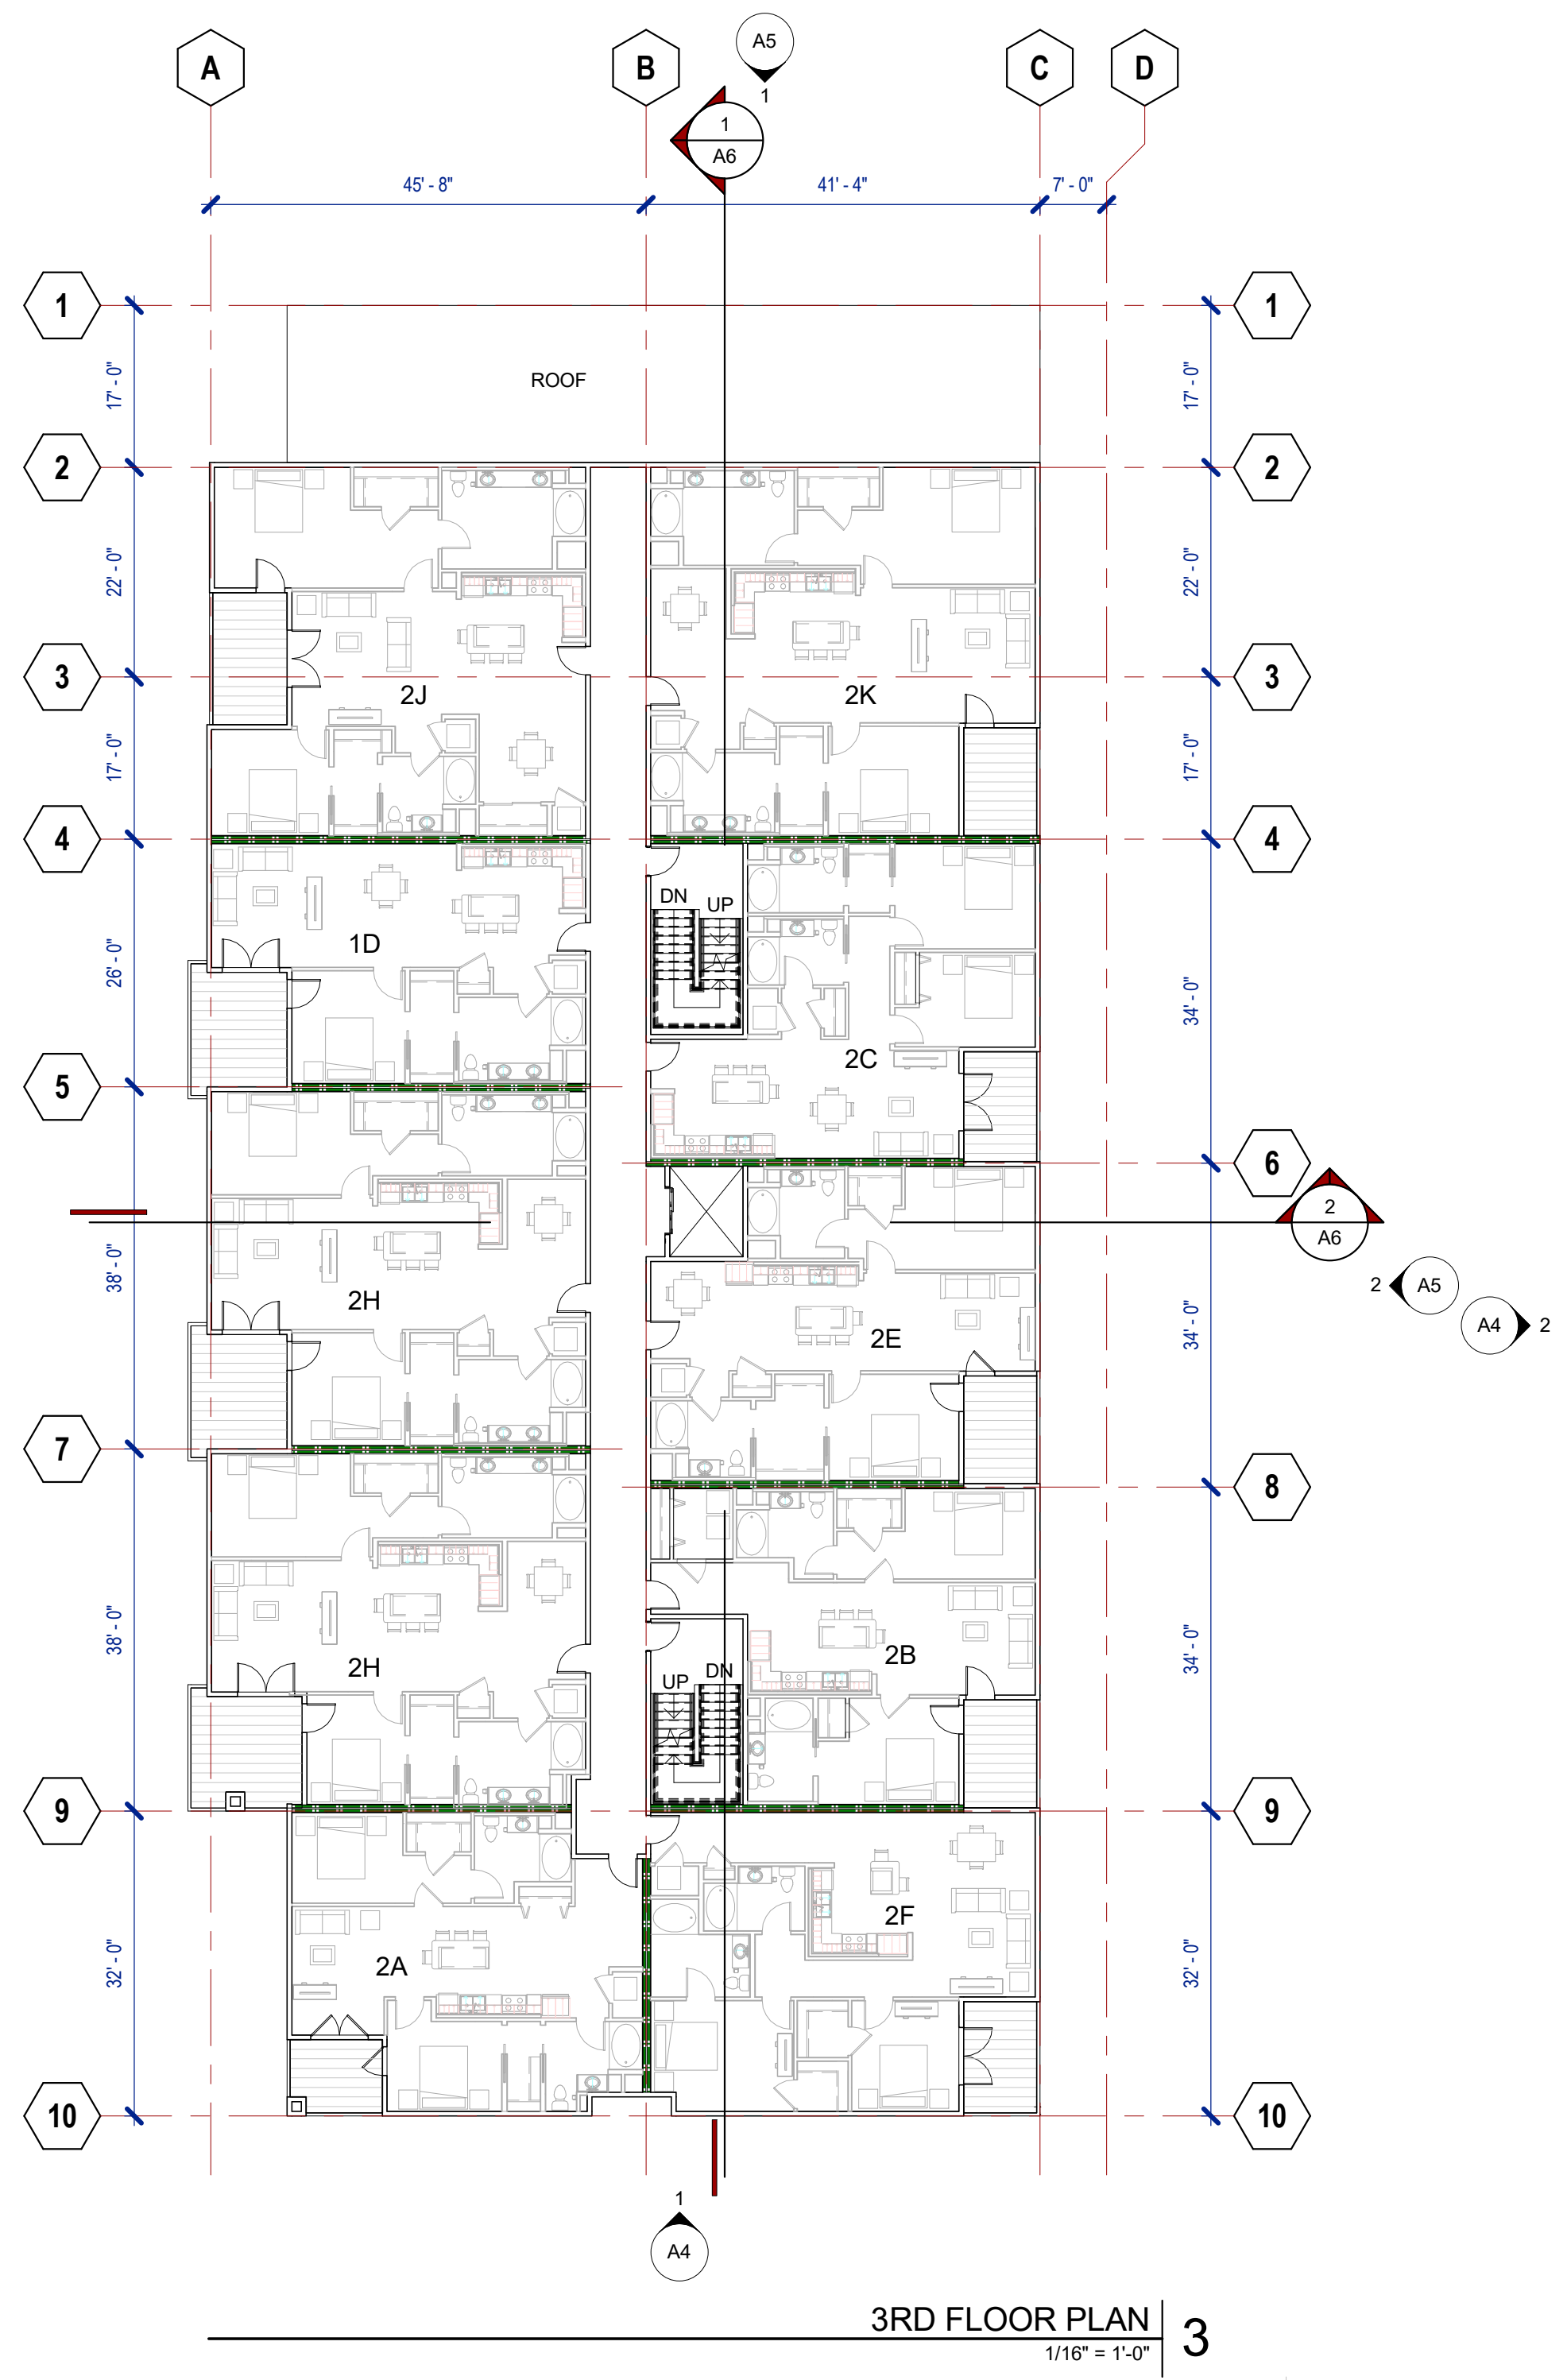 A5
1
A
B
C
D
1
A6
45' - 8"
41' - 4"
7' - 0"
1
1
17' - 0"
17' - 0"
ROOF
2
2
22' - 0"
22' - 0"
3
3
2J
2K
17' - 0"
17' - 0"
4
4
DN
UP
1D
26' - 0"
34' - 0"
2C
5
6
2
A6
38' - 0"
2
A5
2H
34' - 0"
A4
2
2E
7
8
38' - 0"
34' - 0"
2H
2B
UP
DN
9
9
2F
32' - 0"
32' - 0"
2A
10
10
1
A4
3RD FLOOR PLAN
3
1/16" = 1'-0"